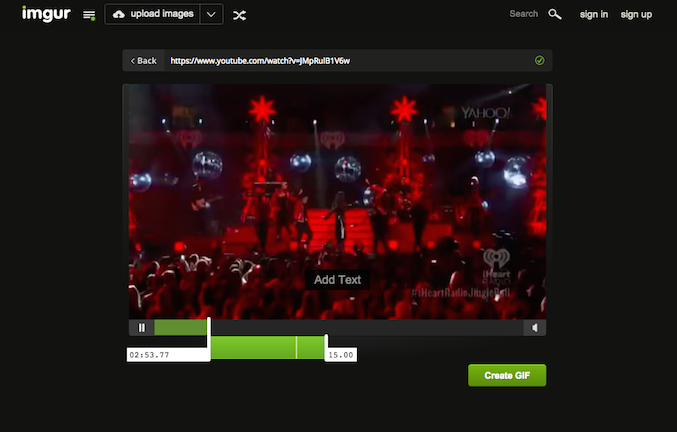 imgur
upload images
Search
sign in
sign up
Back
https://www.youtube.com/watch?v=JMpRulB1V6w
YAHOO!
iHeart
RADIO
Add Text
#iHeartRadioJingleBall
02:53.77
15.00
Create GIF